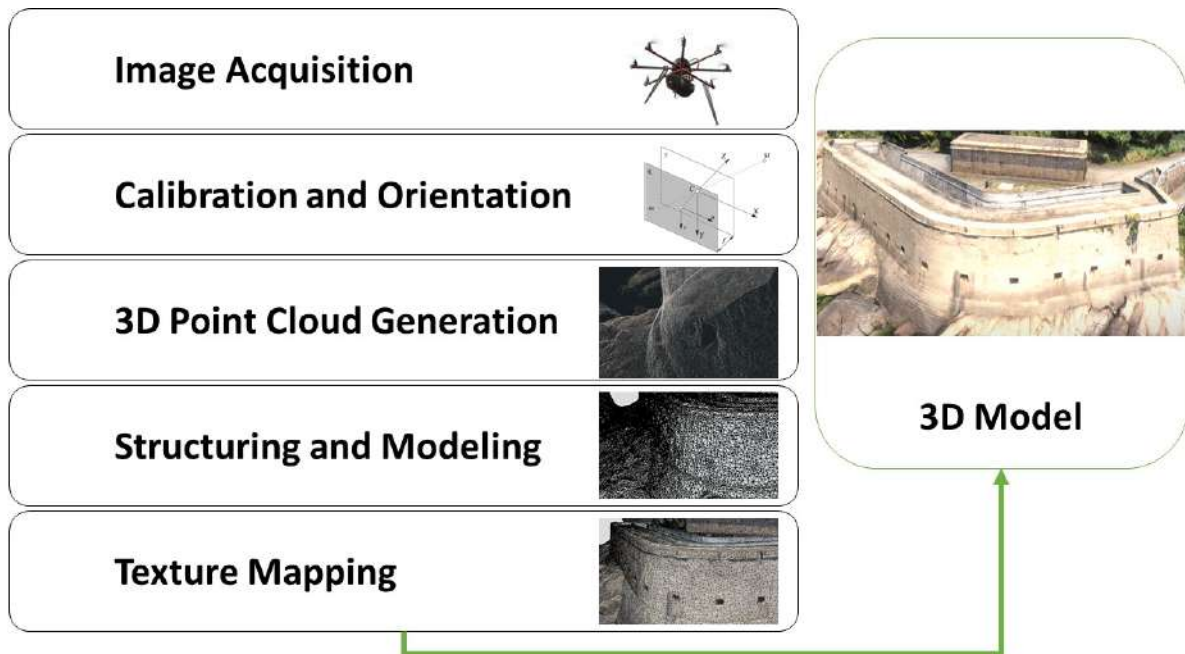 Image Acquisition
Calibration and Orientation
3D Point Cloud Generation
Structuring and Modeling
Texture Mapping
3D Model